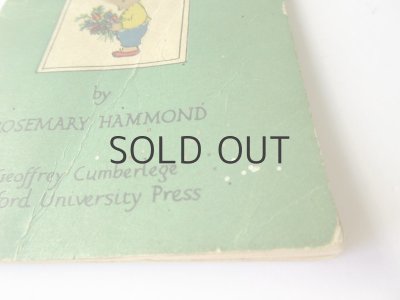 by
ROSEMARY HAMMOND
SOLD OUT
Geoffrey Cumberlege
ford University Press